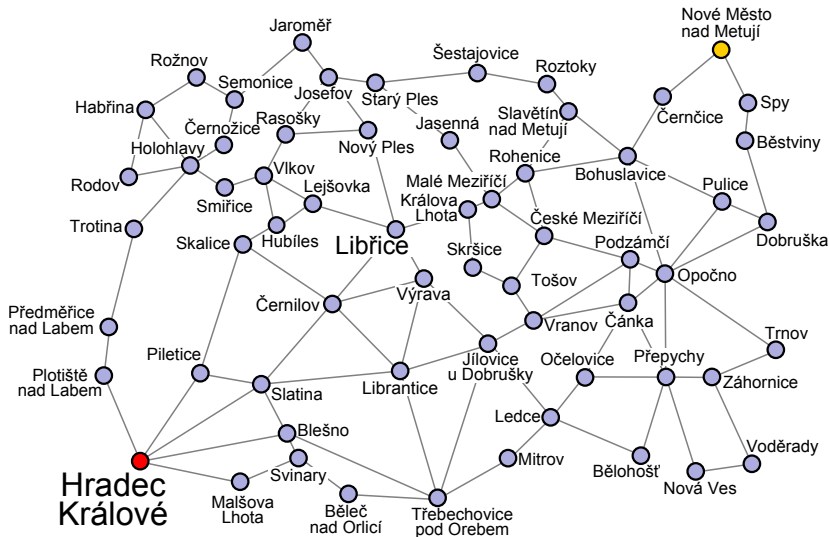 Jaroměř
Nové Město
nad Metují
Šestajovice
Rožnov
Semonice
Josefov
Starý Ples
Roztoky
Habřina
Rasošky
Slavětín
nad Metují
Černčice
Spy
Černožice
Nový Ples
Jasenná
Běstviny
Holohlavy
Rohenice
Bohuslavice
Rodov
Vlkov
Lejšovka
Malé Meziříčí
Pulice
Smiřice
Králova
Lhota
České Meziříčí
Trotina
Skalice
Hubíles
Libřice
Skršice
Podzámčí
Dobruška
Opočno
Tošov
Předměřice
nad Labem
Černilov
Výrava
Vranov
Čánka
Trnov
Plotiště
nad Labem
Piletice
Slatina
Librantice
Jílovice
u Dobrušky
Očelovice
Přepychy
Záhornice
Blešno
Ledce
Hradec
Králové
Malšova
Lhota
Svinary
Běleč
nad Orlicí
Třebechovice
pod Orebem
Mitrov
Bělohošť
Nová Ves
Voděrady